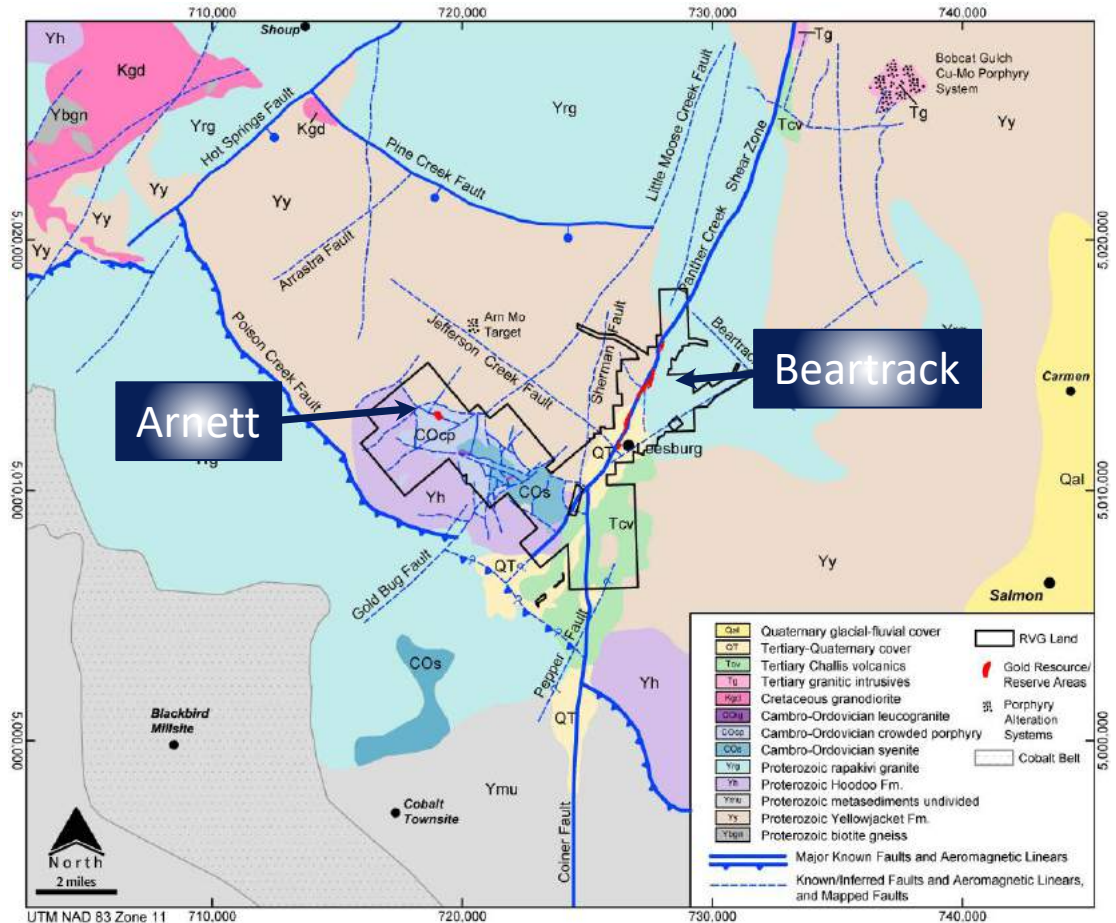 710,000
720,000
730,000
740,000
Shoup
Yh
Kgd
Ybgn
Yrg
Hot Springs Fault
Kgd
Yrg
Little Moose Creek Fault
Tg
Bobcat Gulch
Cu-Mo Porphyry
System
Tg
Tcv
Yy
Yy
Yy
Yy
Pine Creek Fault
Panther Creek Shear Zone
5,020,000
5,020,000
Yy
Arrastra Fault
Poison Creek Fault
Arn Mo
Target
Jefferson Creek Fault
Sherman Fault
Beartrack
Beartrack
Carmen
Arnett
COcp
QT
Leesburg
5,010,000
5,010,000
Yh
COs
Tcv
Qal
Yy
Gold Bug Fault
QT
Salmon
COs
Pepper Fault
Yh
Blackbird
Millsite
QT
5,000,000
5,000,000
Ymu
Cobalt
Townsite
Coiner Fault
North
2 miles
Qal Quaternary glacial-fluvial cover
QT Tertiary-Quaternary cover
Tcv Tertiary Challis volcanics
Tg Tertiary granitic intrusives
Kgd Cretaceous granodiorite
Cambro-Ordovician leucogranite
COcp Cambro-Ordovician crowded porphyry
COs Cambro-Ordovician syenite
Yrg Proterozoic rapakivi granite
Yh Proterozoic Hoodoo Fm.
Ymu Proterozoic metasediments undivided
Yy Proterozoic Yellowjacket Fm.
Ybgn Proterozoic biotite gneiss
RVG Land
Gold Resource/
Reserve Areas
Porphyry
Alteration
Systems
Cobalt Belt
Major Known Faults and Aeromagnetic Linears
Known/Inferred Faults and Aeromagnetic Linears,
and Mapped Faults
UTM NAD 83 Zone 11
710,000
720,000
730,000
740,000